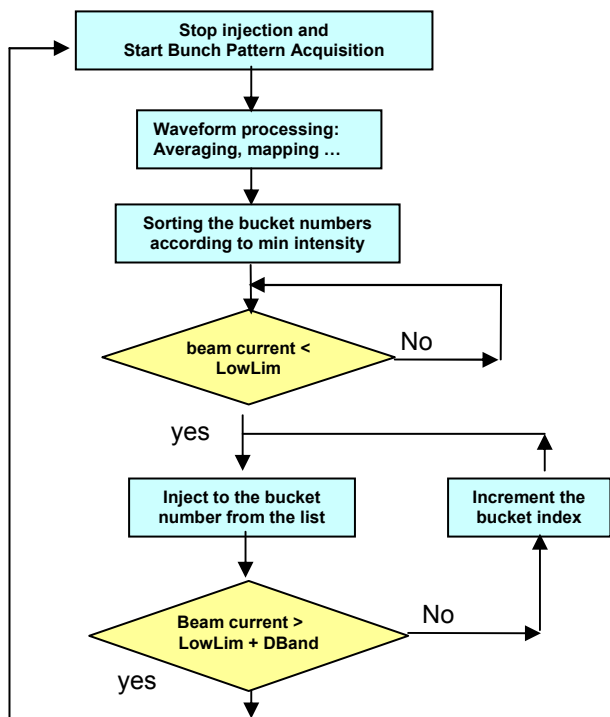 Stop injection and
Start Bunch Pattern Acquisition
Waveform processing:
Averaging, mapping …
Sorting the bucket numbers
according to min intensity
beam current <
LowLim
No
yes
Inject to the bucket
number from the list
Increment the
bucket index
Beam current >
LowLim + DBand
No
yes